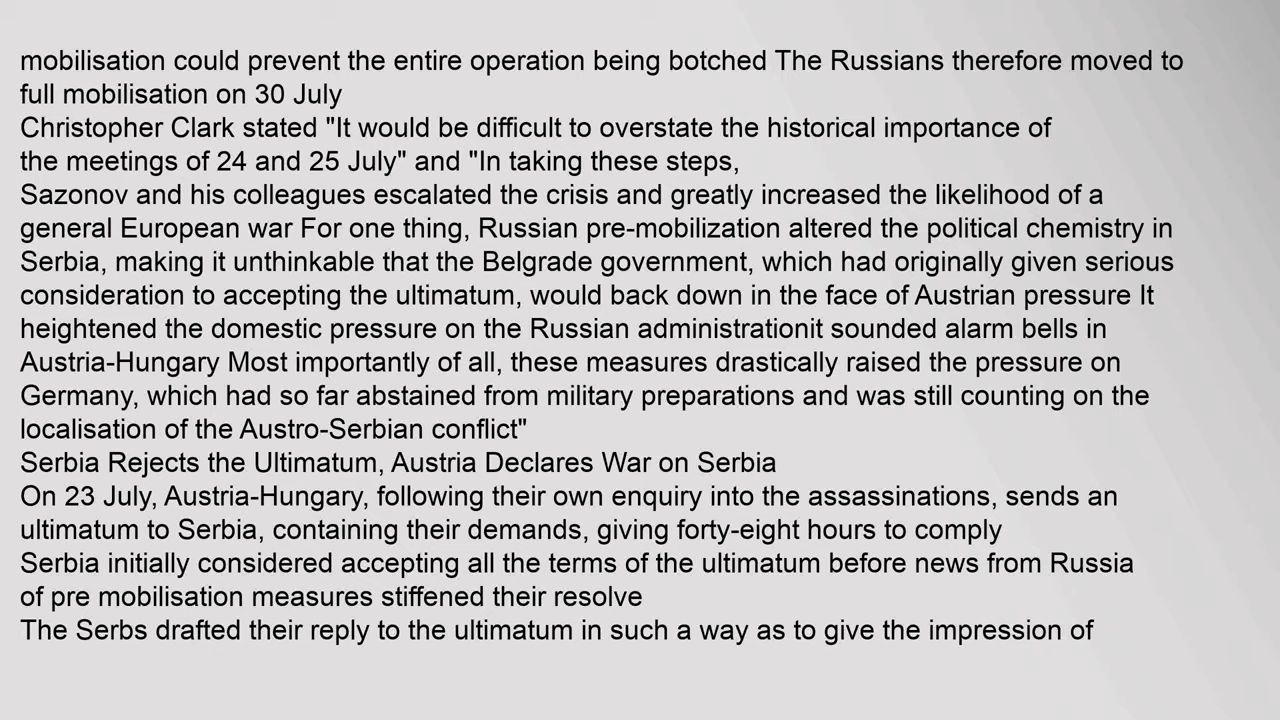 mobilisation could prevent the entire operation being botched The Russians therefore moved to
full mobilisation on 30 July
Christopher Clark stated "It would be difficult to overstate the historical importance of
the meetings of 24 and 25 July" and "In taking these steps,
Sazonov and his colleagues escalated the crisis and greatly increased the likelihood of a
general European war For one thing, Russian pre-mobilization altered the political chemistry in
Serbia, making it unthinkable that the Belgrade government, which had originally given serious
consideration to accepting the ultimatum, would back down in the face of Austrian pressure It
heightened the domestic pressure on the Russian administrationit sounded alarm bells in
Austria-Hungary Most importantly of all, these measures drastically raised the pressure on
Germany, which had so far abstained from military preparations and was still counting on the
localisation of the Austro-Serbian conflict"
Serbia Rejects the Ultimatum, Austria Declares War on Serbia
On 23 July, Austria-Hungary, following their own enquiry into the assassinations, sends an
ultimatum to Serbia, containing their demands, giving forty-eight hours to comply
Serbia initially considered accepting all the terms of the ultimatum before news from Russia
of pre mobilisation measures stiffened their resolve
The Serbs drafted their reply to the ultimatum in such a way as to give the impression of